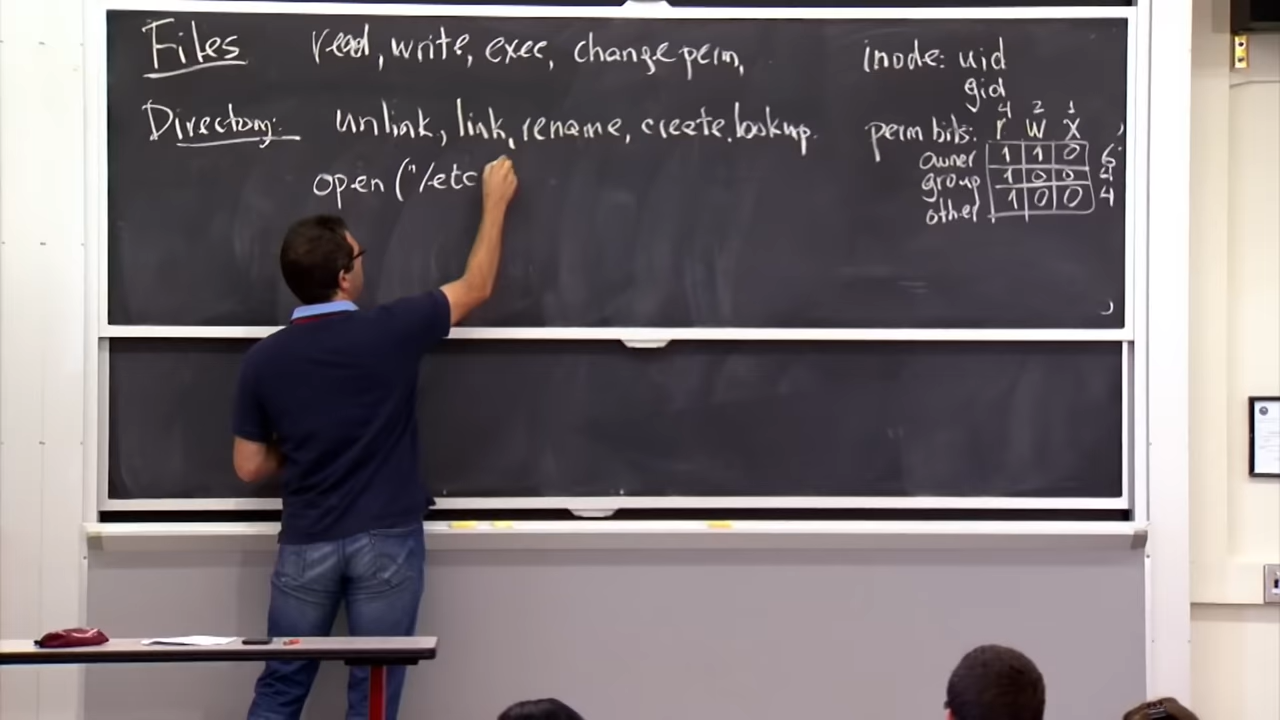 Files read, write, exec, change perm,
Directory: unlink, link, rename, create, lookup.
open ("/etc
inode: uid
gid
4 2 1
perm bits: r w x
owner 1 1 0 6
group 1 0 0 4
other 1 0 0 4